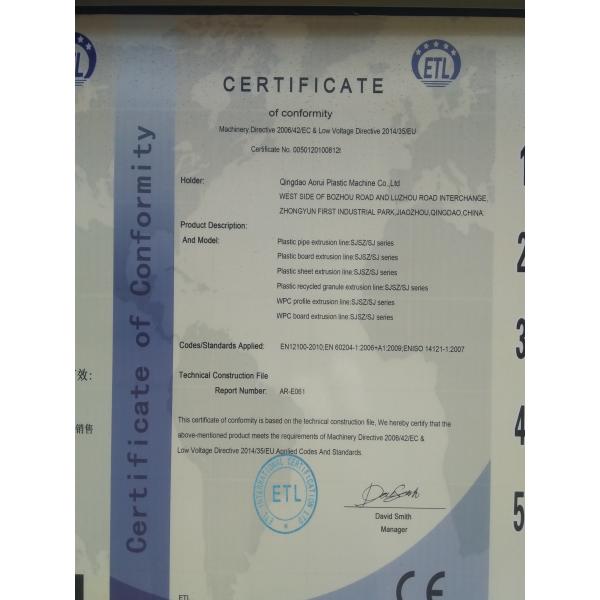 ETL
CERTIFICATE
of conformity
Machinery Directive 2006/42/EC & Low Voltage Directive 2014/35/EU
Certificate No. 0050120100812t
Holder: Qingdao Aorui Plastic Machine Co.,Ltd
WEST SIDE OF BOZHOU ROAD AND LUZHOU ROAD INTERCHANGE,
ZHONGYUN FIRST INDUSTRIAL PARK,JIAOZHOU,QINGDAO,CHINA
Product Description:
And Model: Plastic pipe extrusion line:SJSZ/SJ series
Plastic board extrusion line:SJSZ/SJ series
Plastic sheet extrusion line:SJSZ/SJ series
Plastic recycled granule extrusion line:SJSZ/SJ series
WPC profile extrusion line:SJSZ/SJ series
WPC board extrusion line:SJSZ/SJ series
Codes/Standards Applied: EN12100-2010;EN 60204-1:2006+A1:2009;ENISO 14121-1:2007
Technical Construction File
Report Number: AR-E061
This certificate of conformity is based on the technical construction file, We hereby certify that the
above-mentioned product meets the requirements of Machinery Directive 2006/42/EC &
Low Voltage Directive 2014/35/EU.Applied Codes And Standards.
ETL INTERNATIONAL CERTIFICATION LTD
ETL
David Smith
Manager
ETL
CE
Certificate of Conformity
效:
销售
1
2
3
4
5